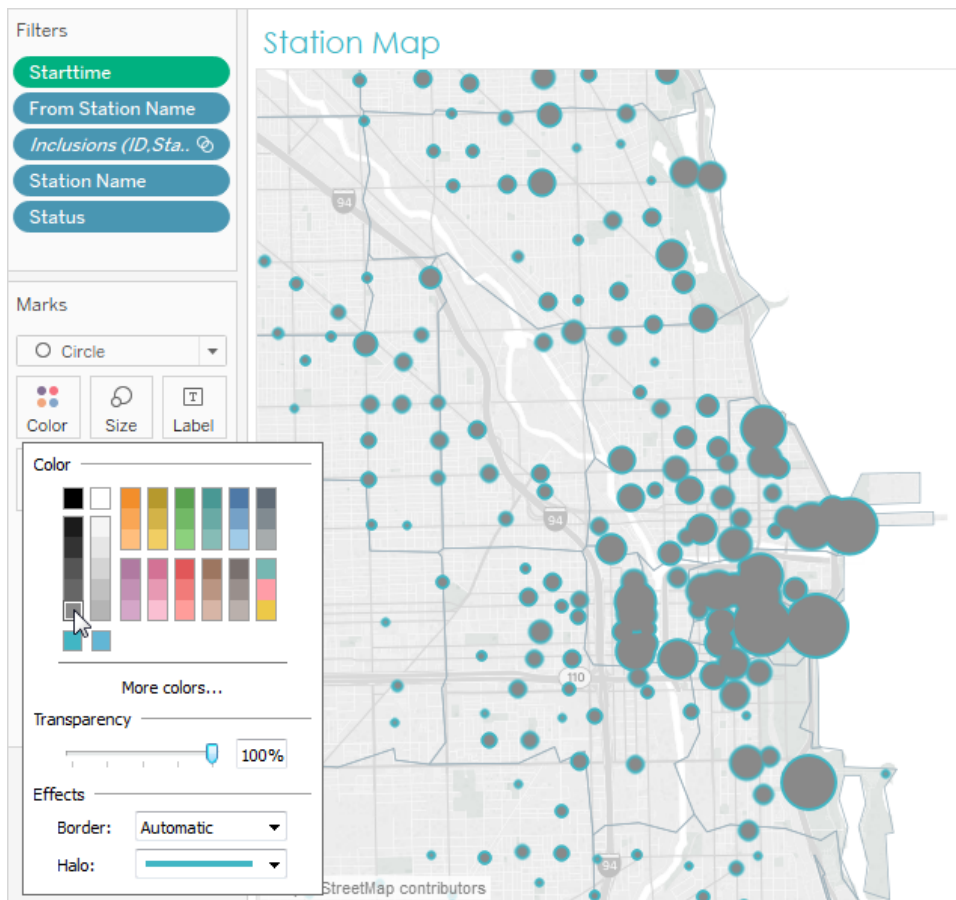 Filters
Starttime
From Station Name
Inclusions (ID,Sta..
Station Name
Status
Marks
Circle
Color
Size
T
Label
Color
More colors...
Transparency
100%
Effects
Border:
Automatic
Halo:
Station Map
94
94
110
94
StreetMap contributors